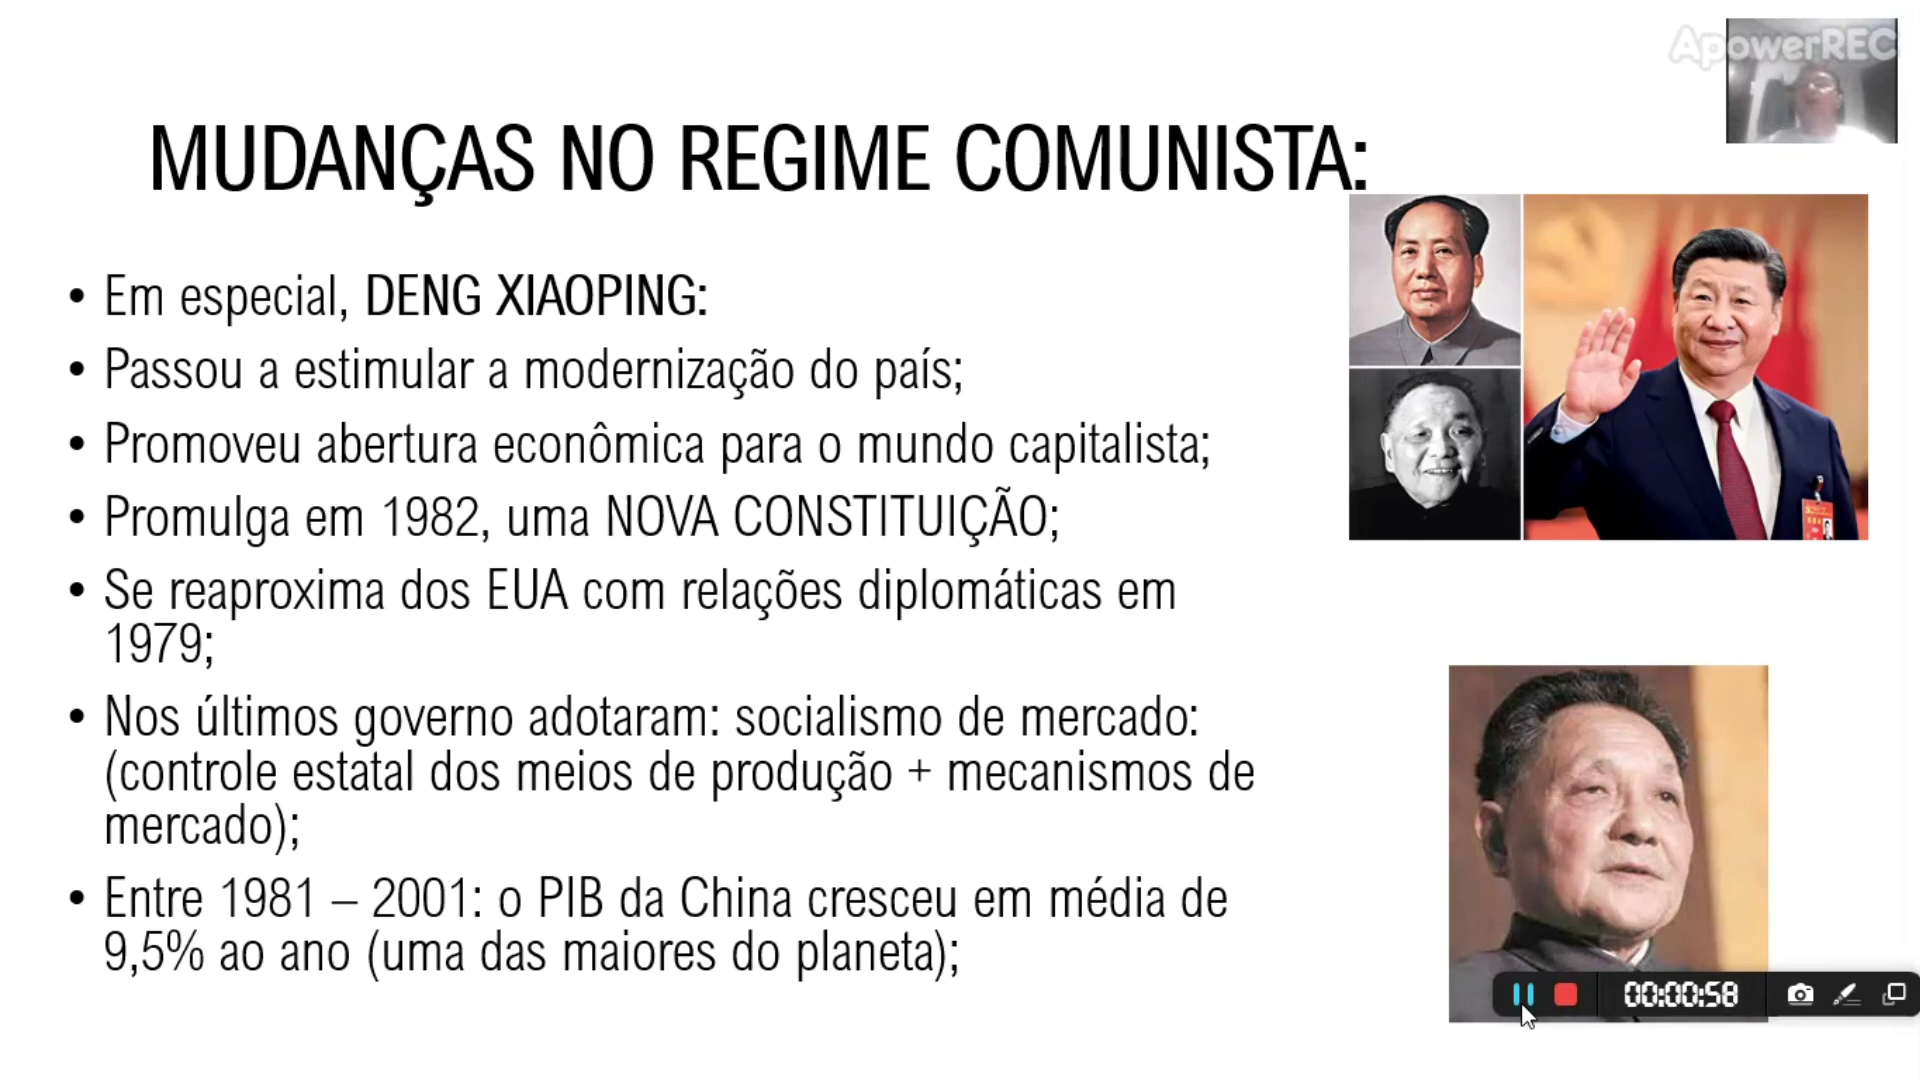 ApowerREC
MUDANÇAS NO REGIME COMUNISTA:
• Em especial, DENG XIAOPING:
• Passou a estimular a modernização do país;
• Promoveu abertura econômica para o mundo capitalista;
• Promulga em 1982, uma NOVA CONSTITUIÇÃO;
• Se reaproxima dos EUA com relações diplomáticas em
1979;
• Nos últimos governo adotaram: socialismo de mercado:
(controle estatal dos meios de produção + mecanismos de
mercado);
• Entre 1981 – 2001: o PIB da China cresceu em média de
9,5% ao ano (uma das maiores do planeta);
00:00:58